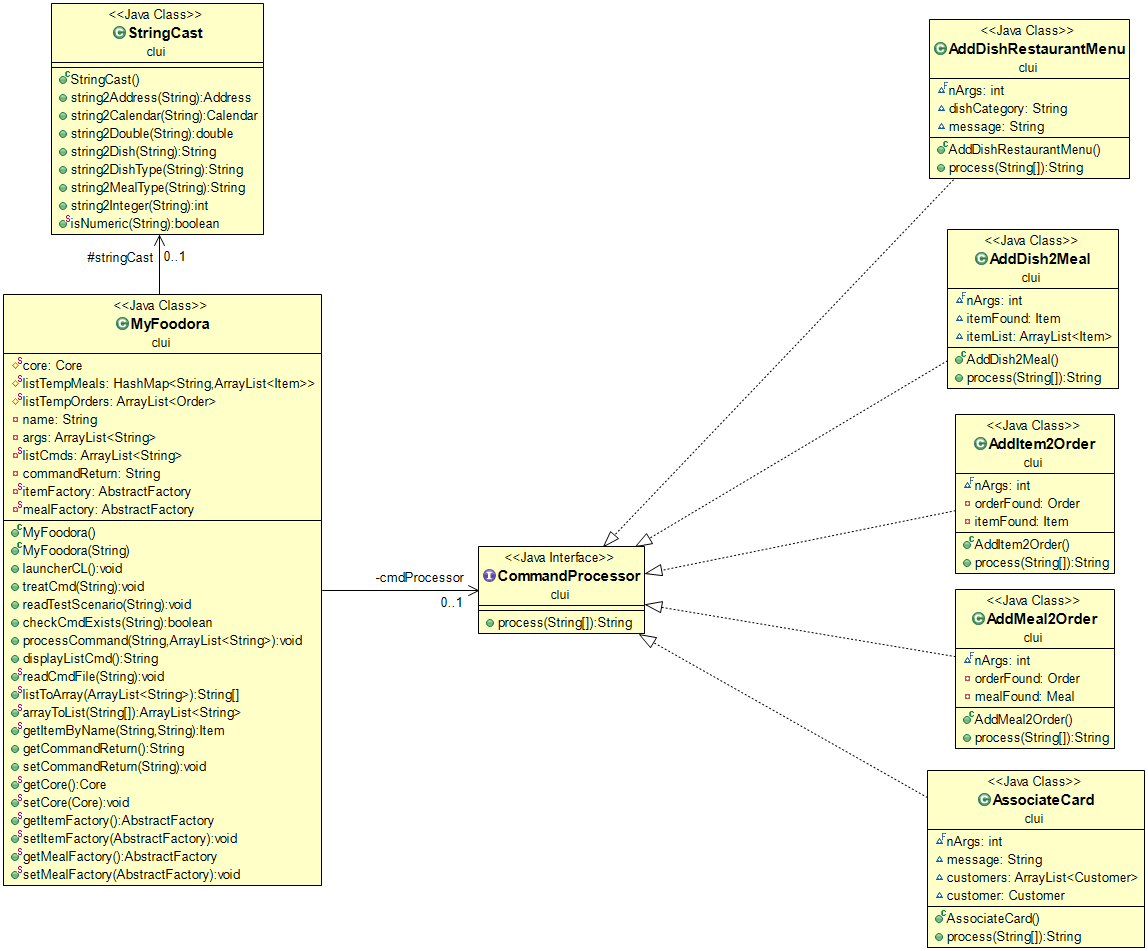 <<Java Class>>
StringCast
clui
StringCast()
string2Address(String):Address
string2Calendar(String):Calendar
string2Double(String):double
string2Dish(String):String
string2DishType(String):String
string2MealType(String):String
string2Integer(String):int
isNumeric(String):boolean
#stringCast 0..1
<<Java Class>>
MyFoodora
clui
core: Core
listTempMeals: HashMap<String,ArrayList<Item>>
listTempOrders: ArrayList<Order>
name: String
args: ArrayList<String>
listCmds: ArrayList<String>
commandReturn: String
itemFactory: AbstractFactory
mealFactory: AbstractFactory
MyFoodora()
MyFoodora(String)
launcherCL():void
treatCmd(String):void
readTestScenario(String):void
checkCmdExists(String):boolean
processCommand(String,ArrayList<String>):void
displayListCmd():String
readCmdFile(String):void
listToArray(ArrayList<String>):String[]
arrayToList(String[]):ArrayList<String>
getItemByName(String,String):Item
getCommandReturn():String
setCommandReturn(String):void
getCore():Core
setCore(Core):void
getItemFactory():AbstractFactory
setItemFactory(AbstractFactory):void
getMealFactory():AbstractFactory
setMealFactory(AbstractFactory):void
-cmdProcessor
0..1
<<Java Interface>>
CommandProcessor
clui
process(String[]):String
<<Java Class>>
AddDishRestaurantMenu
clui
nArgs: int
dishCategory: String
message: String
AddDishRestaurantMenu()
process(String[]):String
<<Java Class>>
AddDish2Meal
clui
nArgs: int
itemFound: Item
itemList: ArrayList<Item>
AddDish2Meal()
process(String[]):String
<<Java Class>>
AddItem2Order
clui
nArgs: int
orderFound: Order
itemFound: Item
AddItem2Order()
process(String[]):String
<<Java Class>>
AddMeal2Order
clui
nArgs: int
orderFound: Order
mealFound: Meal
AddMeal2Order()
process(String[]):String
<<Java Class>>
AssociateCard
clui
nArgs: int
message: String
customers: ArrayList<Customer>
customer: Customer
AssociateCard()
process(String[]):String